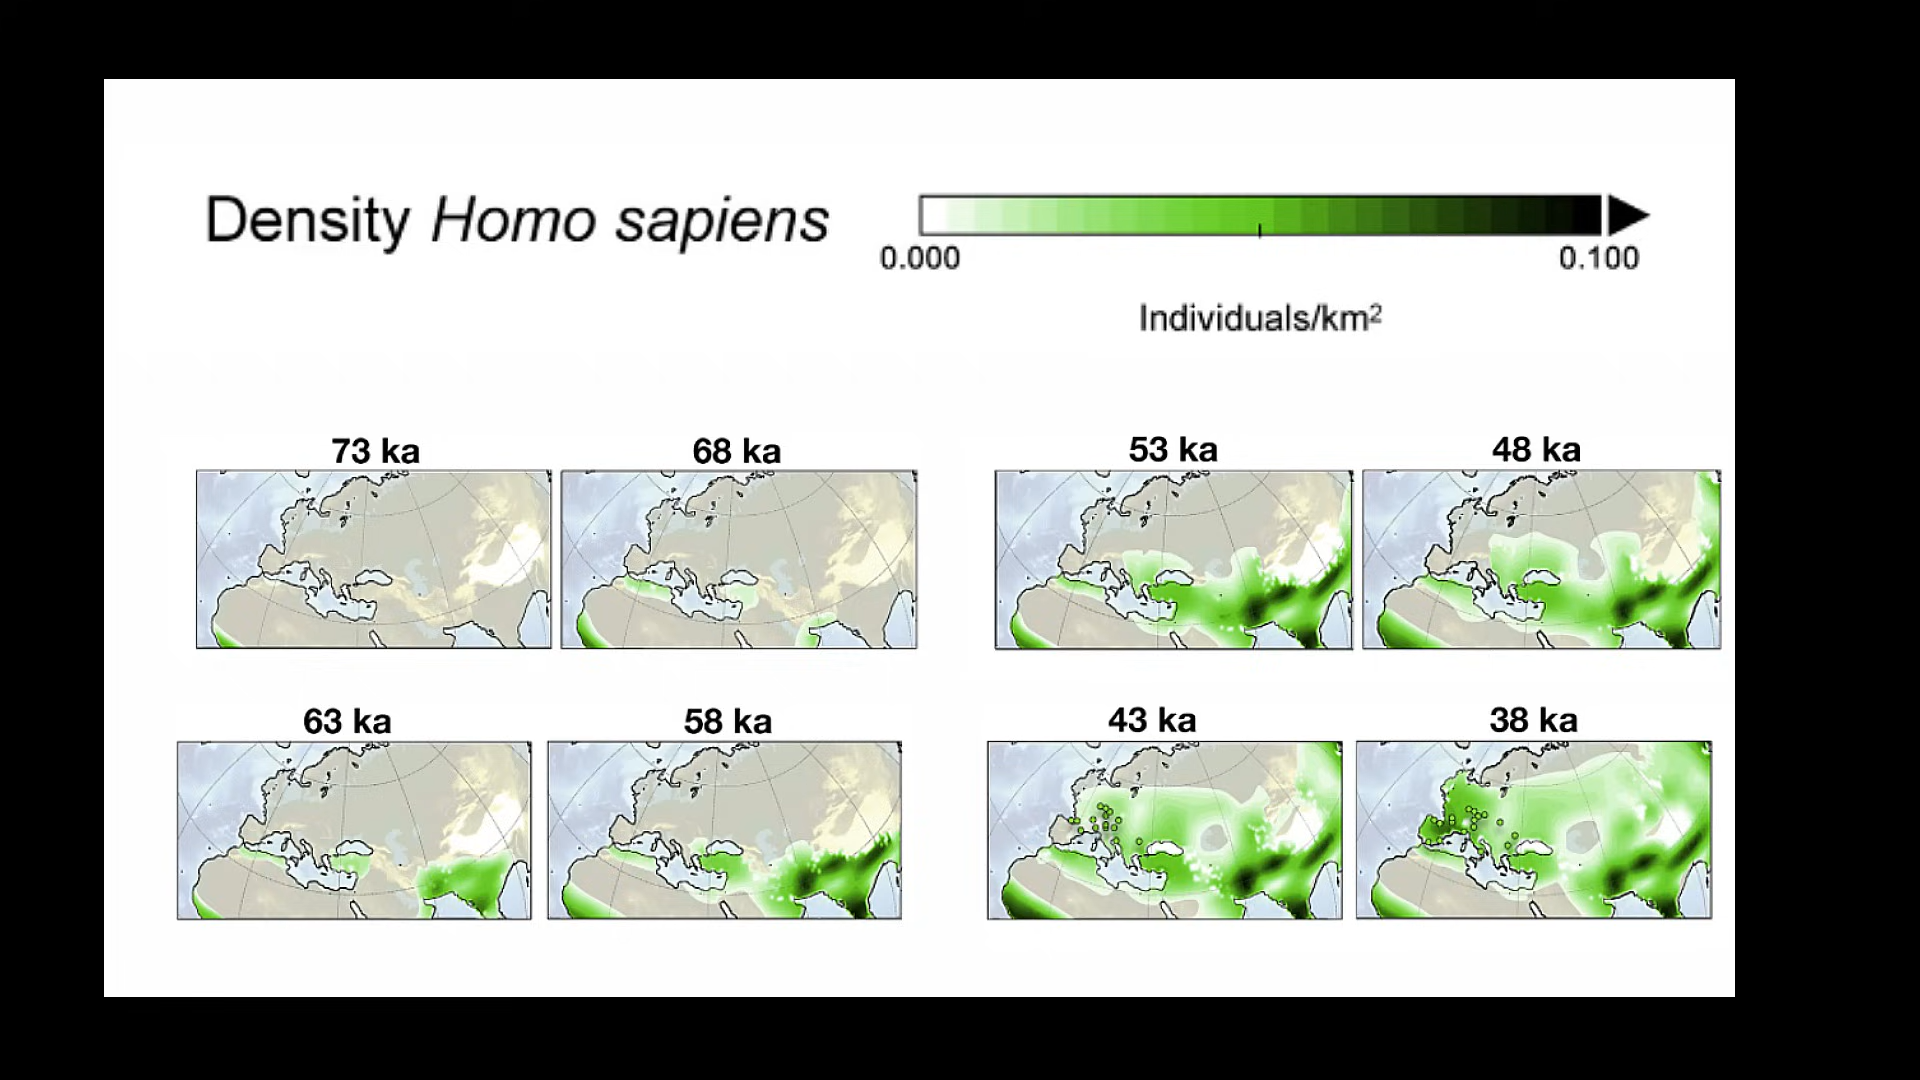 Density Homo sapiens
0.000
0.100
Individuals/km²
73 ka
68 ka
53 ka
48 ka
63 ka
58 ka
43 ka
38 ka